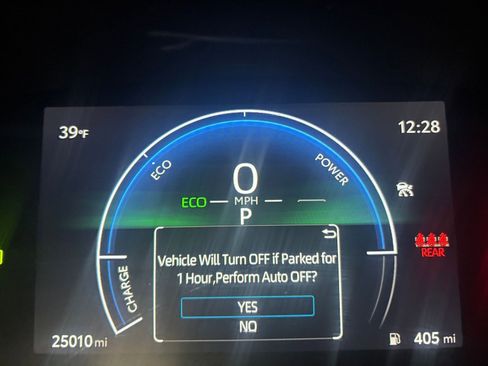 39°F
12:28
ECO
POWER
0
ECO
MPH
P
REAR
CHARGE
Vehicle Will Turn OFF if Parked for
1 Hour,Perform Auto OFF?
YES
NO
25010 mi
405 mi